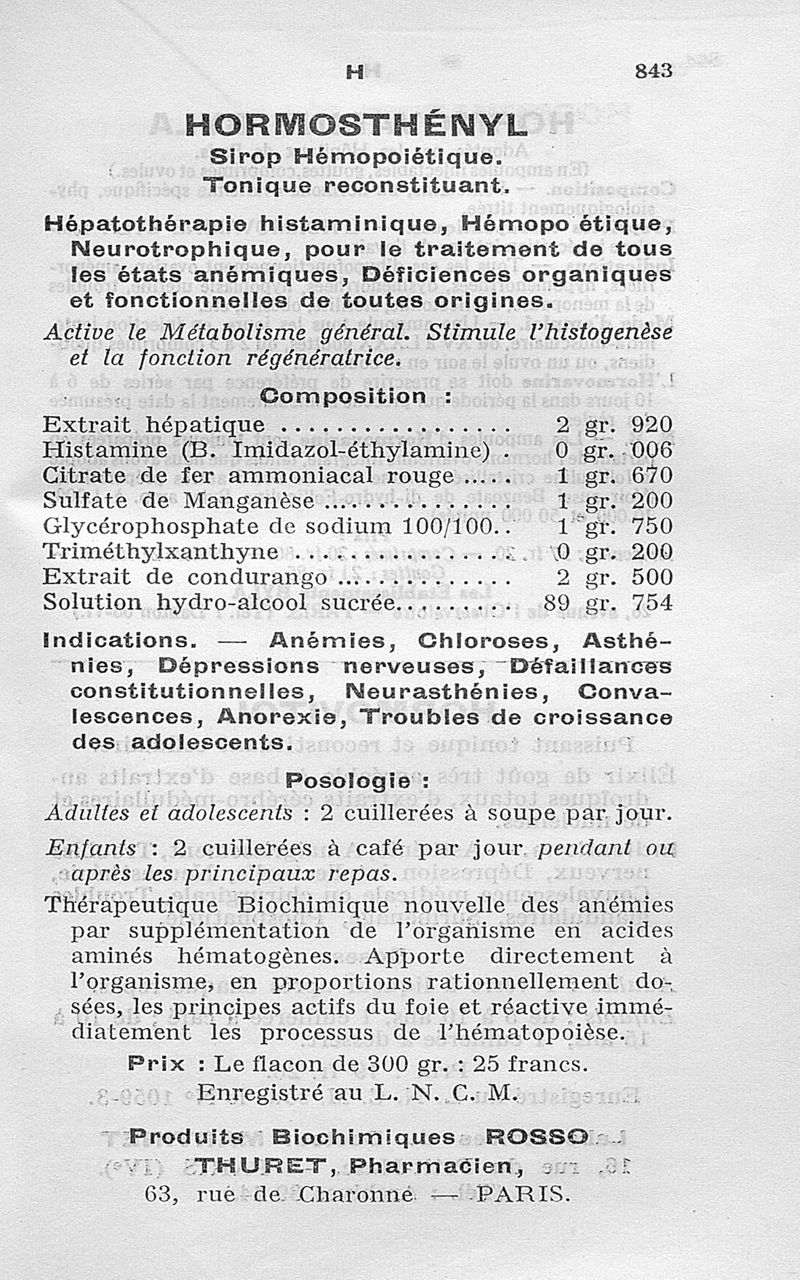 H 843
HORMOSTHÉNYL
Sirop Hémopoiétique.
Tonique reconstituant.
Hépatothérapie histaminique, Hémopo étique,
Neurotrophique, pour le traitement de tous
les états anémiques, Déficiences organiques
et fonctionnelles de toutes origines.
Active le Métabolisme général. Stimule l'histogenèse
et la fonction régénératrice.
Composition :
Extrait hépatique ................. 2 gr. 920
Histamine (B. Imidazol-éthylamine) . 0 gr. 006
Citrate de fer ammoniacal rouge ..... 1 gr. 670
Sulfate de Manganèse .............. 1 gr. 200
Glycérophosphate de sodium 100/100.. 1 gr. 750
Triméthylxanthyne ................ 0 gr. 200
Extrait de condurango ............. 2 gr. 500
Solution hydro-alcool sucrée......... 89 gr. 754
Indications. — Anémies, Chloroses, Asthé-
nies, Dépressions nerveuses, Défaillances
constitutionnelles, Neurasthénies, Conva-
lescences, Anorexie, Troubles de croissance
des adolescents.
Posologie :
Adultes et adolescents : 2 cuillerées à soupe par jour.
Enfants : 2 cuillerées à café par jour pendant ou
après les principaux repas.
Thérapeutique Biochimique nouvelle des anémies
par supplémentation de l'organisme en acides
aminés hématogènes. Apporte directement à
l'organisme, en proportions rationnellement do-
sées, les principes actifs du foie et réactive immé-
diatement les processus de l'hématopoièse.
Prix : Le flacon de 300 gr. : 25 francs.
Enregistré au L. N. C. M.
Produits Biochimiques ROSSO
THURET, Pharmacien,
63, rue de Charonne — PARIS.